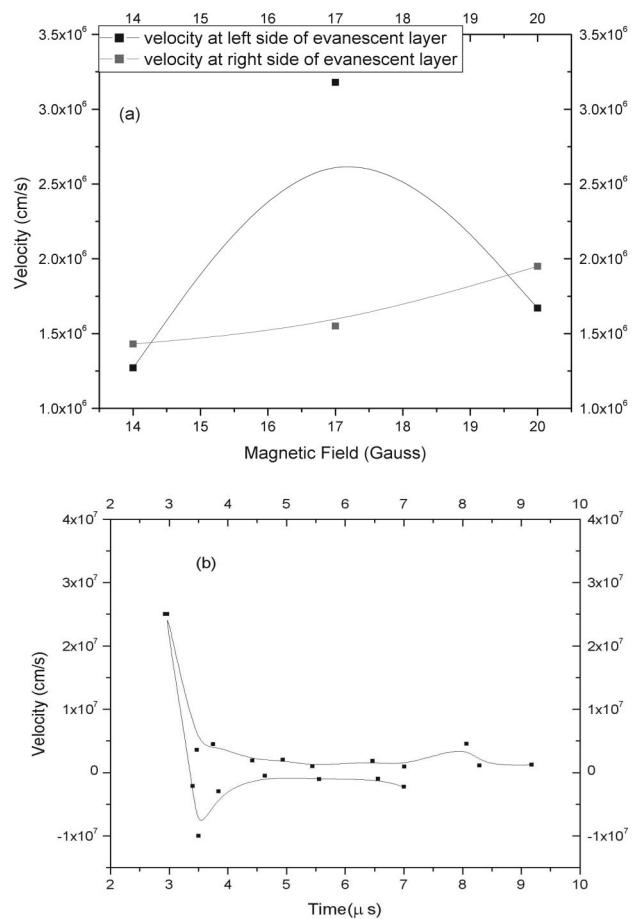 14 15 16 17 18 19 20
3.5x10⁶ 3.5x10⁶
velocity at left side of evanescent layer
velocity at right side of evanescent layer
3.0x10⁶ 3.0x10⁶
(a)
2.5x10⁶ 2.5x10⁶
Velocity (cm/s)
2.0x10⁶ 2.0x10⁶
1.5x10⁶ 1.5x10⁶
1.0x10⁶ 1.0x10⁶
14 15 16 17 18 19 20
Magnetic Field (Gauss)
2 3 4 5 6 7 8 9 10
4x10⁷ 4x10⁷
(b)
3x10⁷ 3x10⁷
2x10⁷ 2x10⁷
Velocity (cm/s)
1x10⁷ 1x10⁷
0 0
-1x10⁷ -1x10⁷
2 3 4 5 6 7 8 9 10
Time(μ s)